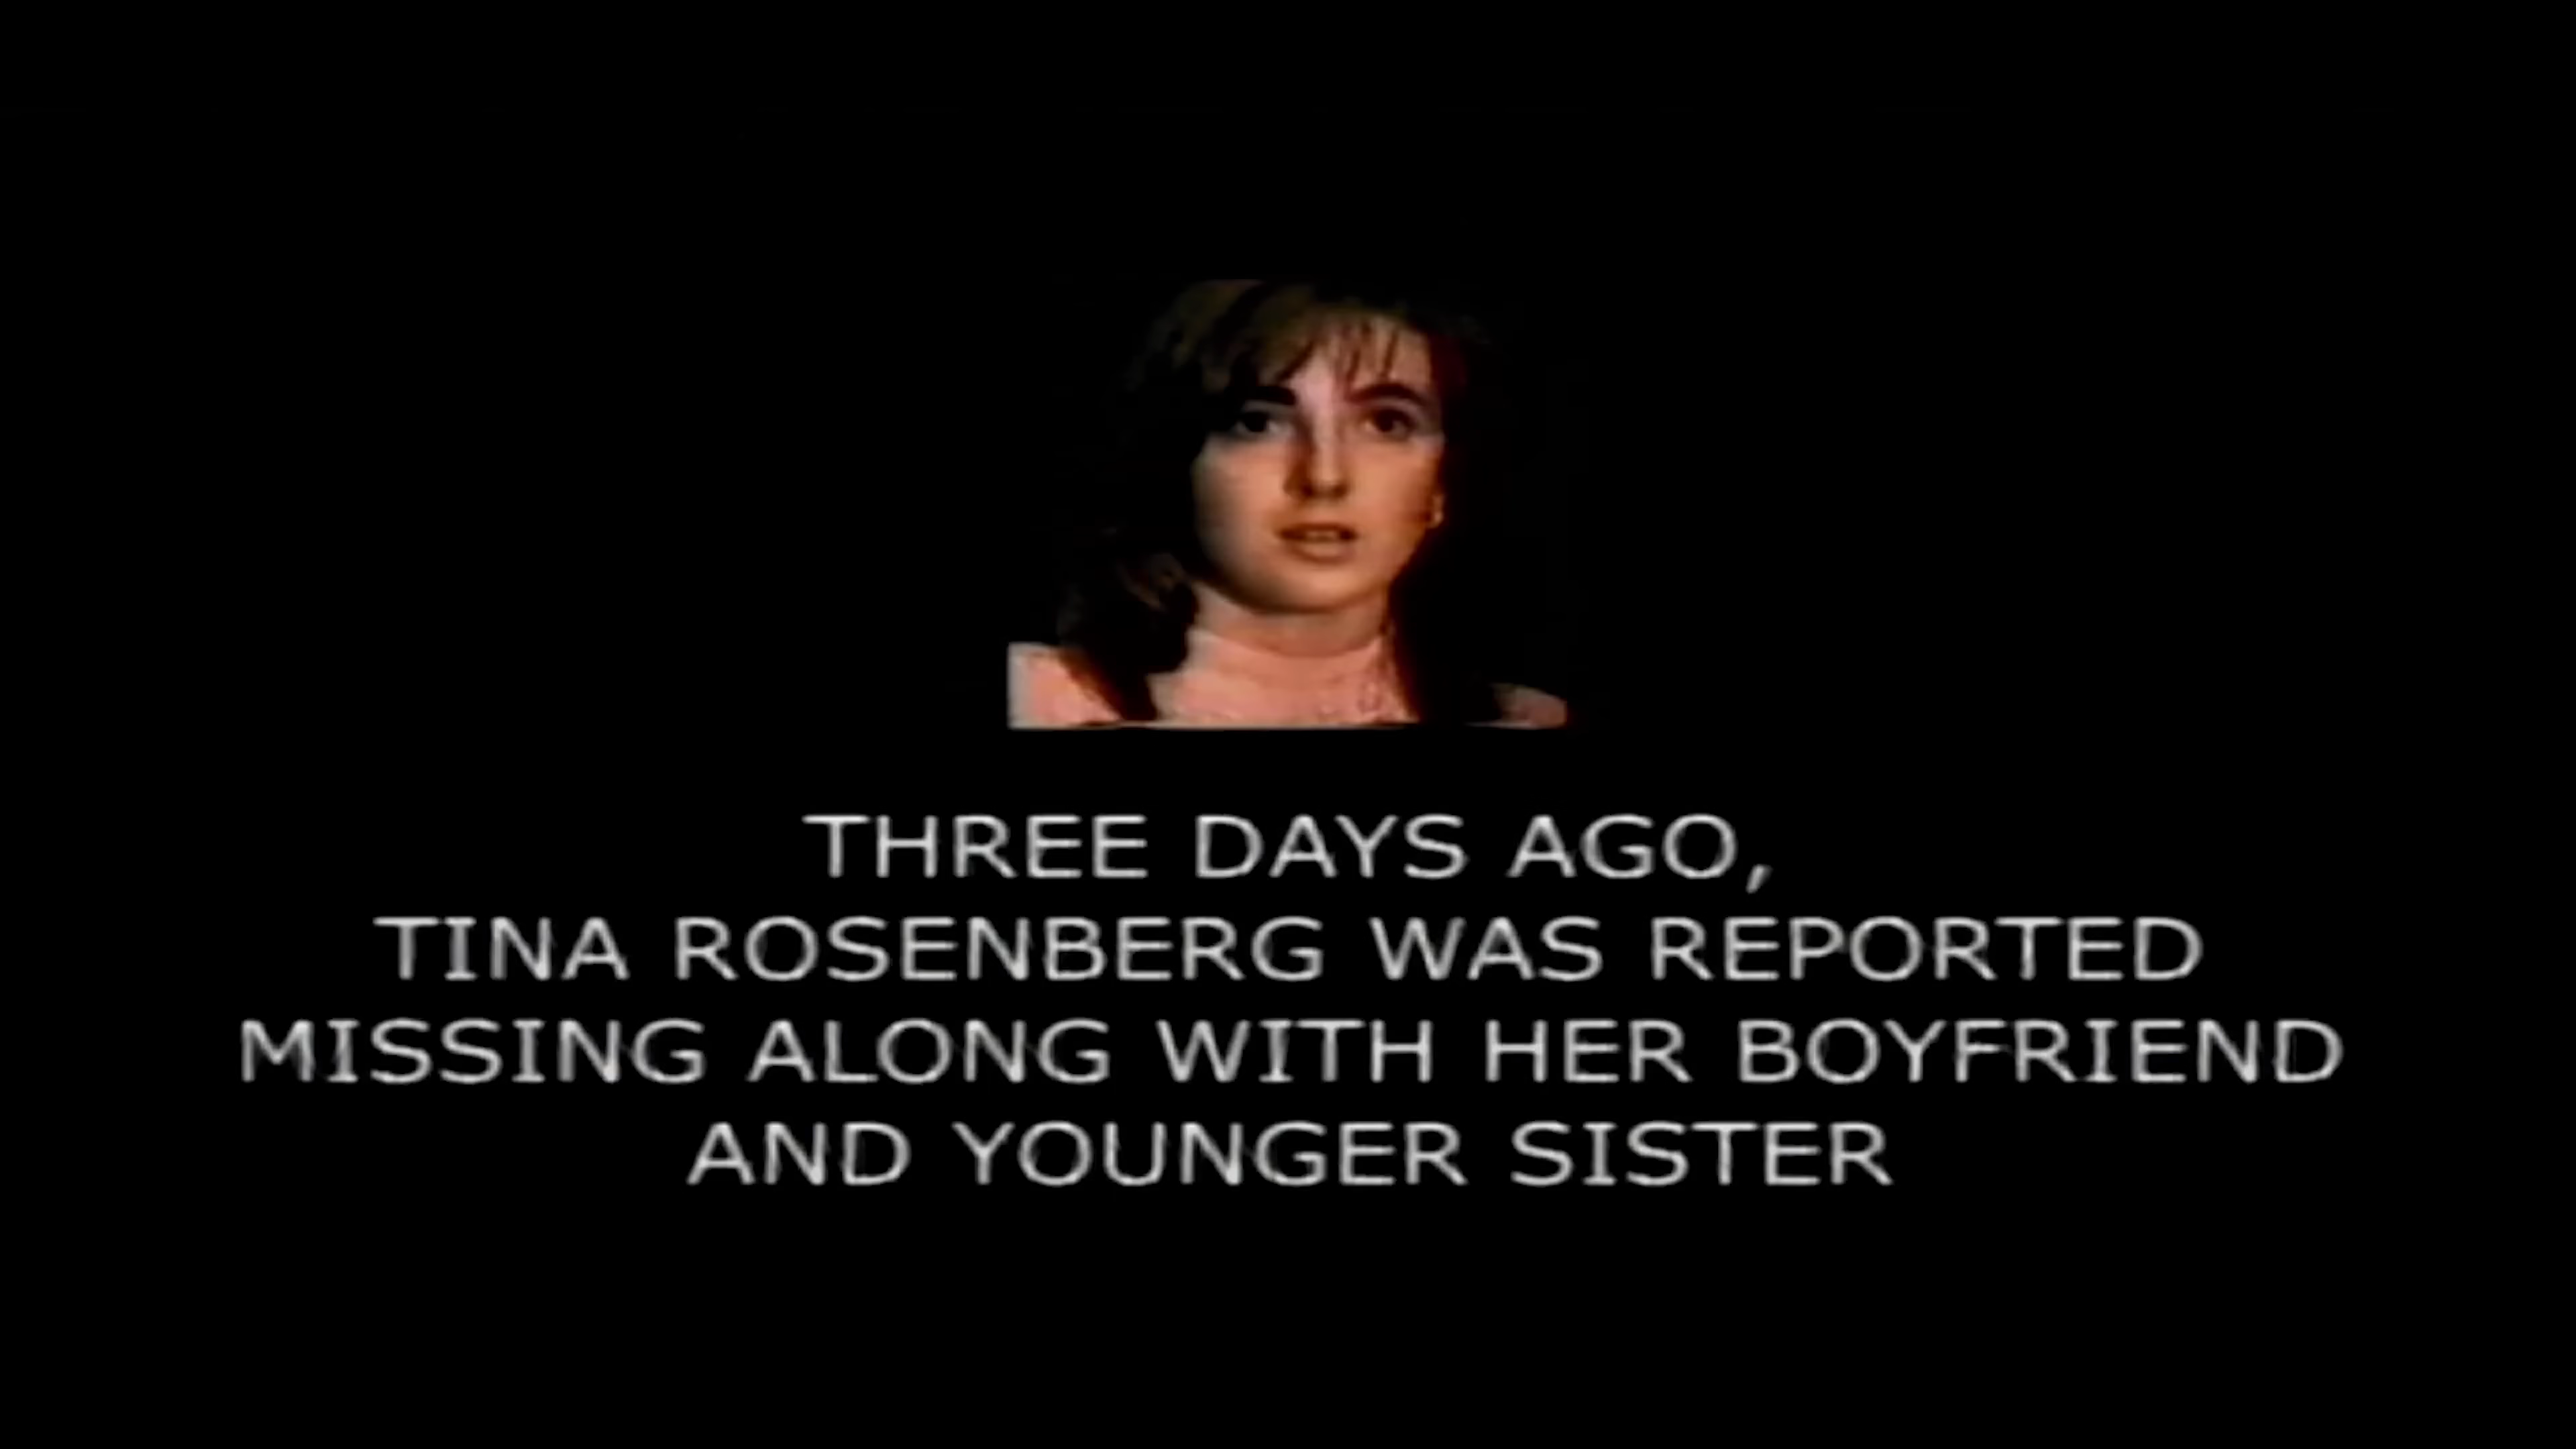 THREE DAYS AGO,
TINA ROSENBERG WAS REPORTED
MISSING ALONG WITH HER BOYFRIEND
AND YOUNGER SISTER